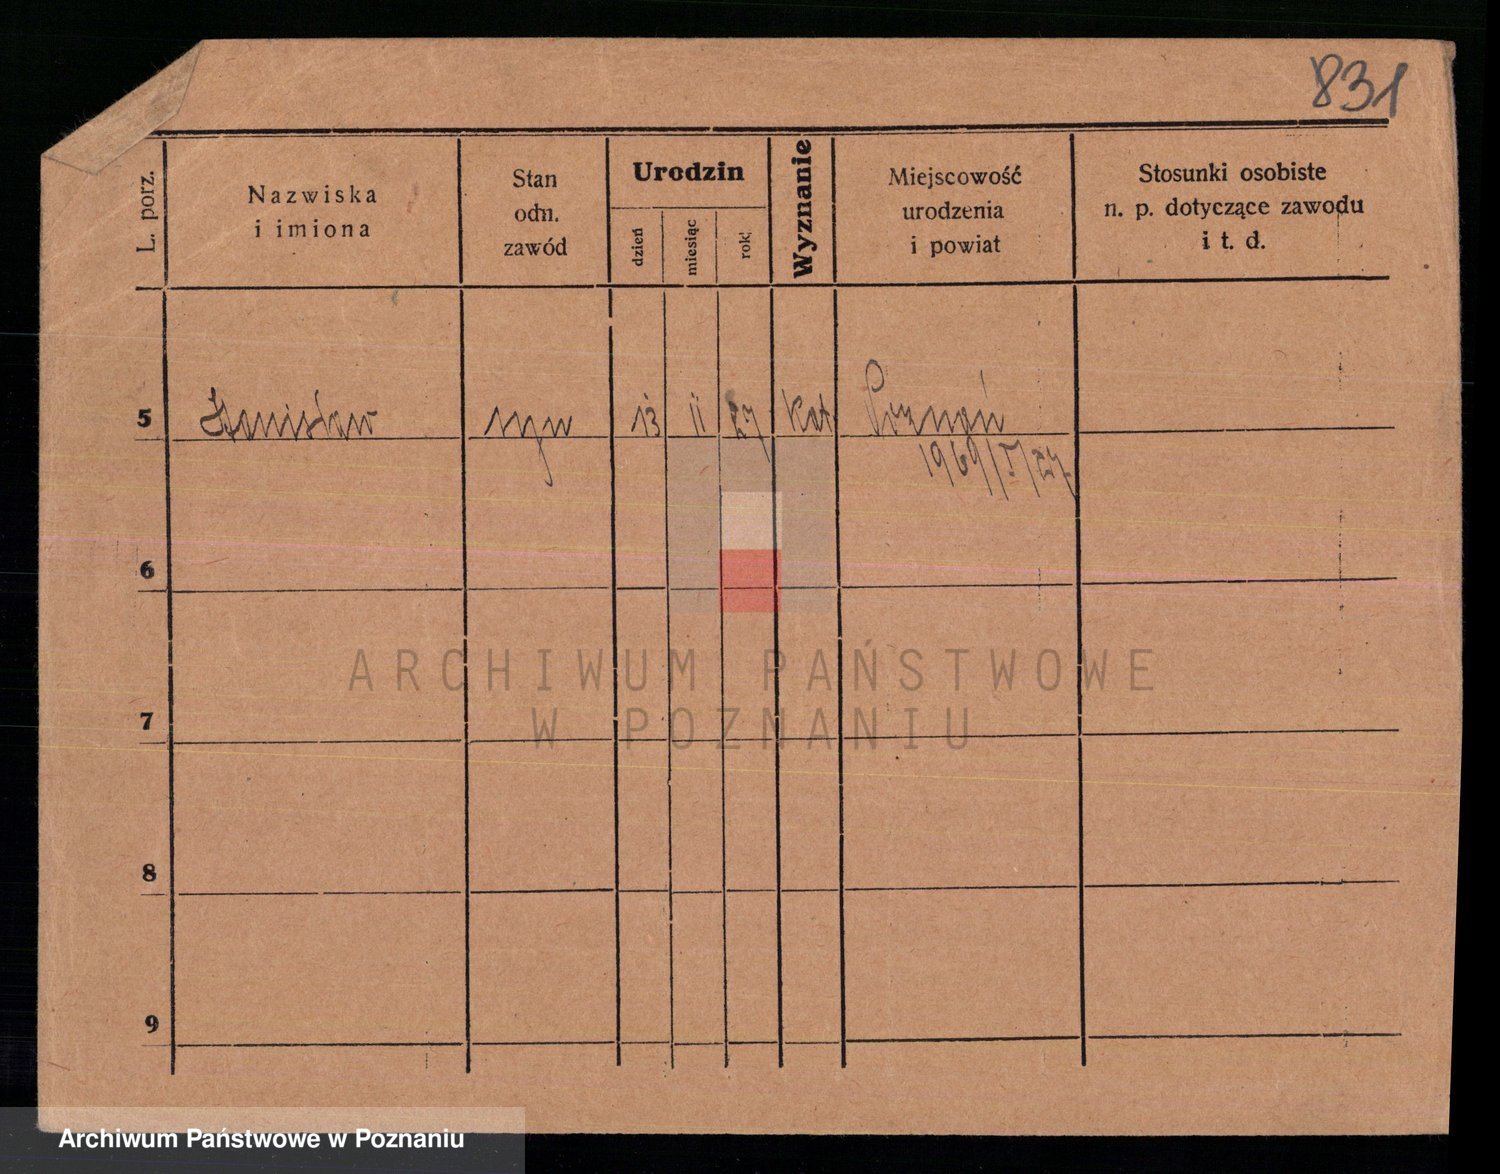 831
L. porz.
Nazwiska
i imiona
Stan
odn.
zawód
Urodzin
dzień
miesiąc
rok
Wyznanie
Miejscowość
urodzenia
i powiat
Stosunki osobiste
n. p. dotyczące zawodu
i t. d.
5 Stanisław syn 13 11 27 Kat. Poznań
6
7
8
9
ARCHIWUM PAŃSTWOWE
W POZNANIU
Archiwum Państwowe w Poznaniu